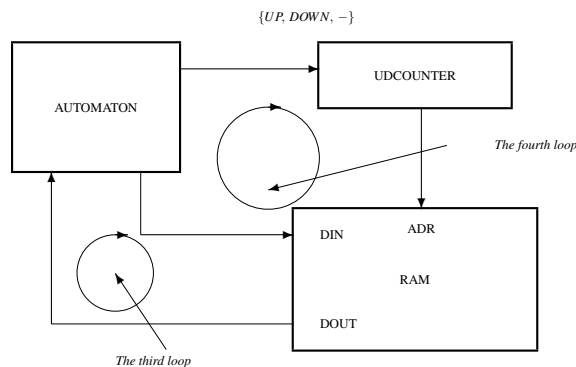 {UP, DOWN, −}
UDCOUNTER
AUTOMATON
The fourth loop
ADR
DIN
RAM
DOUT
The third loop